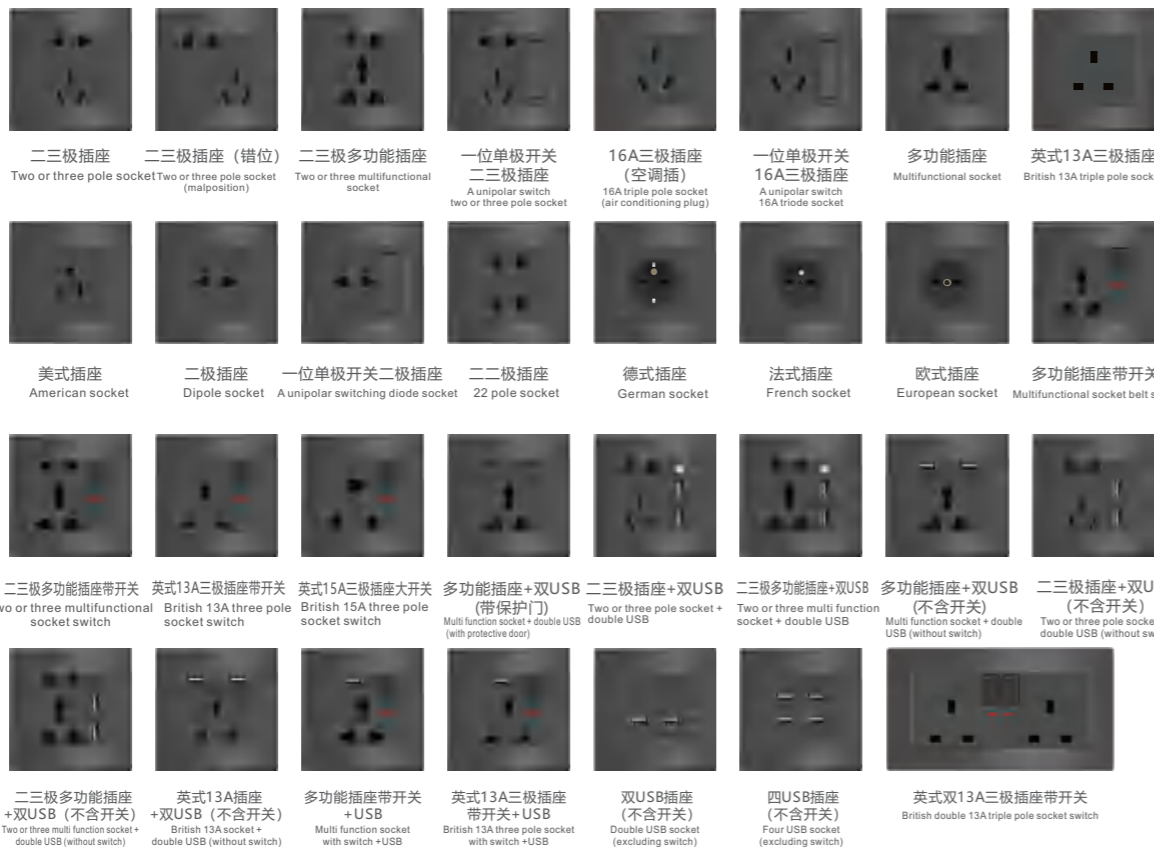 二三极插座
Two or three pole socket
二三极插座（错位）
Two or three pole socket
(malposition)
二三极多功能插座
Two or three multifunctional
socket
一位单极开关
二三极插座
A unipolar switch
two or three pole socket
16A三极插座
（空调插）
16A triple pole socket
(air conditioning plug)
一位单极开关
16A三极插座
A unipolar switch
16A triode socket
多功能插座
Multifunctional socket
英式13A三极插座
British 13A triple pole sock
美式插座
American socket
二极插座
Dipole socket
一位单极开关二极插座
A unipolar switching diode socket
二二极插座
22 pole socket
德式插座
German socket
法式插座
French socket
欧式插座
European socket
多功能插座带开关
Multifunctional socket belt s
二三极多功能插座带开关
wo or three multifunctional
socket switch
英式13A三极插座带开关
British 13A three pole
socket switch
英式15A三极插座大开关
British 15A three pole
socket switch
多功能插座+双USB
(带保护门)
Multi function socket + double USB
(with protective door)
二三极插座+双USB
Two or three pole socket +
double USB
二三极多功能插座+双USB
Two or three multi function
socket + double USB
多功能插座+双USB
(不含开关)
Multi function socket + double
USB (without switch)
二三极插座+双U
（不含开关）
Two or three pole socke
double USB (without sw
二三极多功能插座
+双USB（不含开关）
Two or three multi function socket +
double USB (without switch)
英式13A插座
+双USB（不含开关）
British 13A socket +
double USB (without switch)
多功能插座带开关
+USB
Multi function socket
with switch +USB
英式13A三极插座
带开关+USB
British 13A three pole socket
with switch +USB
双USB插座
（不含开关）
Double USB socket
(excluding switch)
四USB插座
（不含开关）
Four USB socket
(excluding switch)
英式双13A三极插座带开关
British double 13A triple pole socket switch